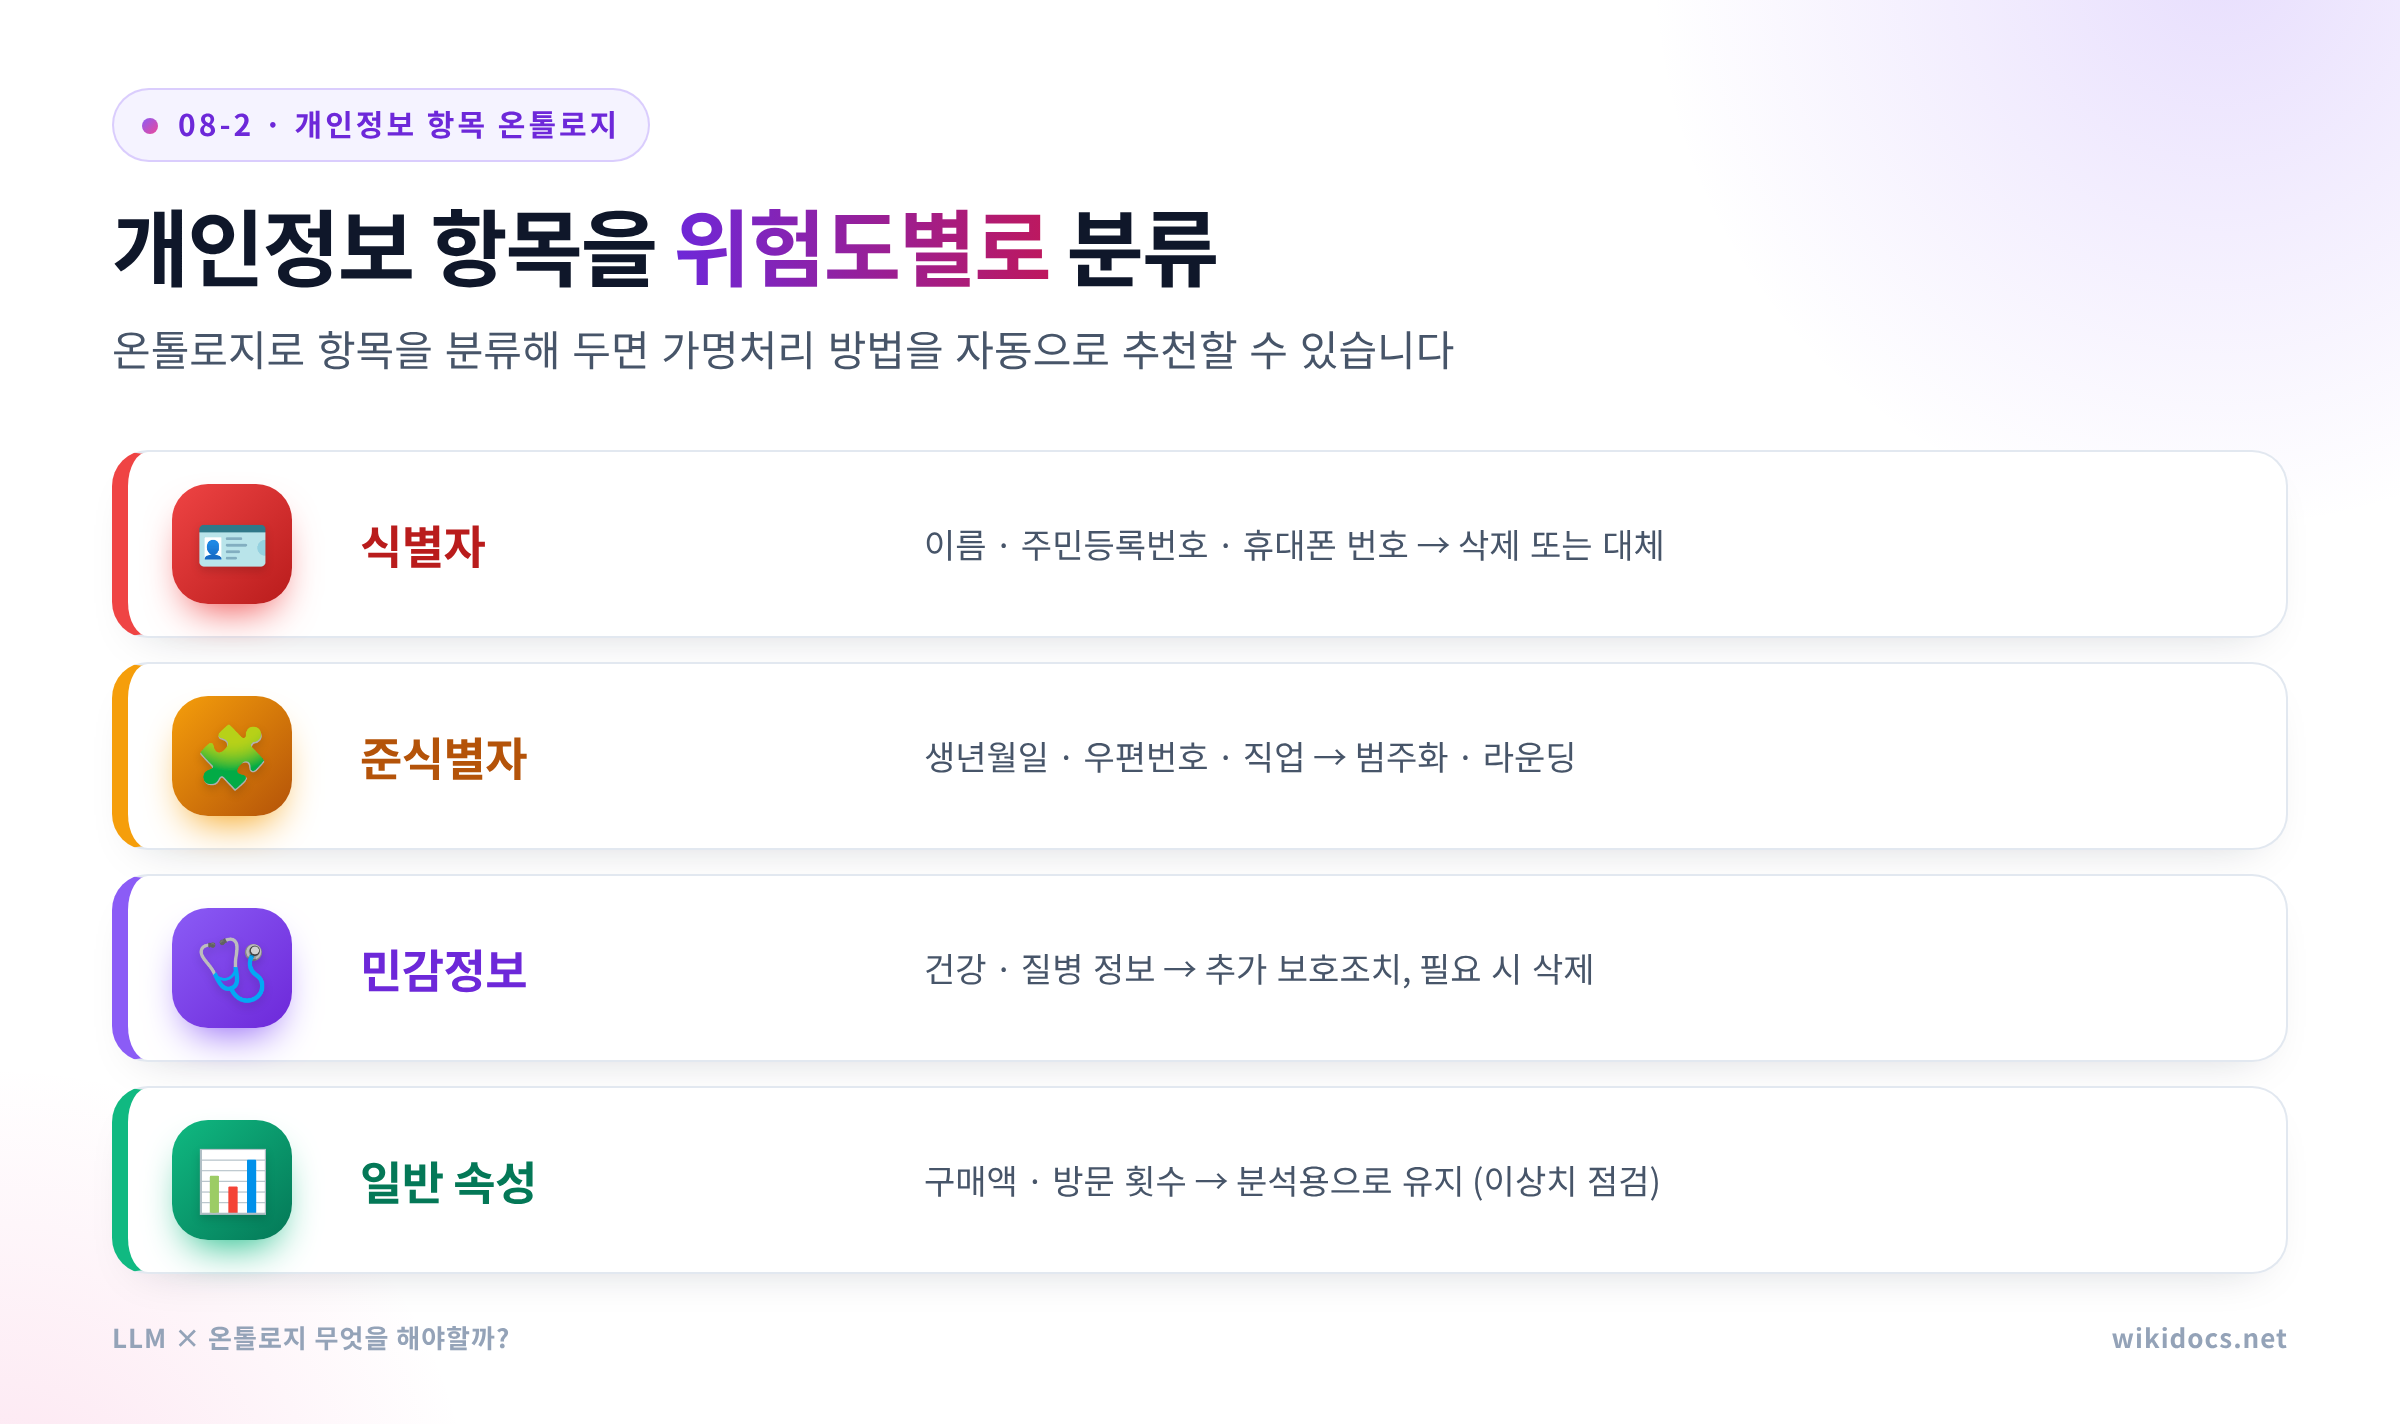 08-2 · 개인정보 항목 온톨로지
개인정보 항목을 위험도별로 분류
온톨로지로 항목을 분류해 두면 가명처리 방법을 자동으로 추천할 수 있습니다
식별자
이름 · 주민등록번호 · 휴대폰 번호 → 삭제 또는 대체
준식별자
생년월일 · 우편번호 · 직업 → 범주화 · 라운딩
민감정보
건강 · 질병 정보 → 추가 보호조치, 필요 시 삭제
일반 속성
구매액 · 방문 횟수 → 분석용으로 유지 (이상치 점검)
LLM × 온톨로지 무엇을 해야할까?
wikidocs.net